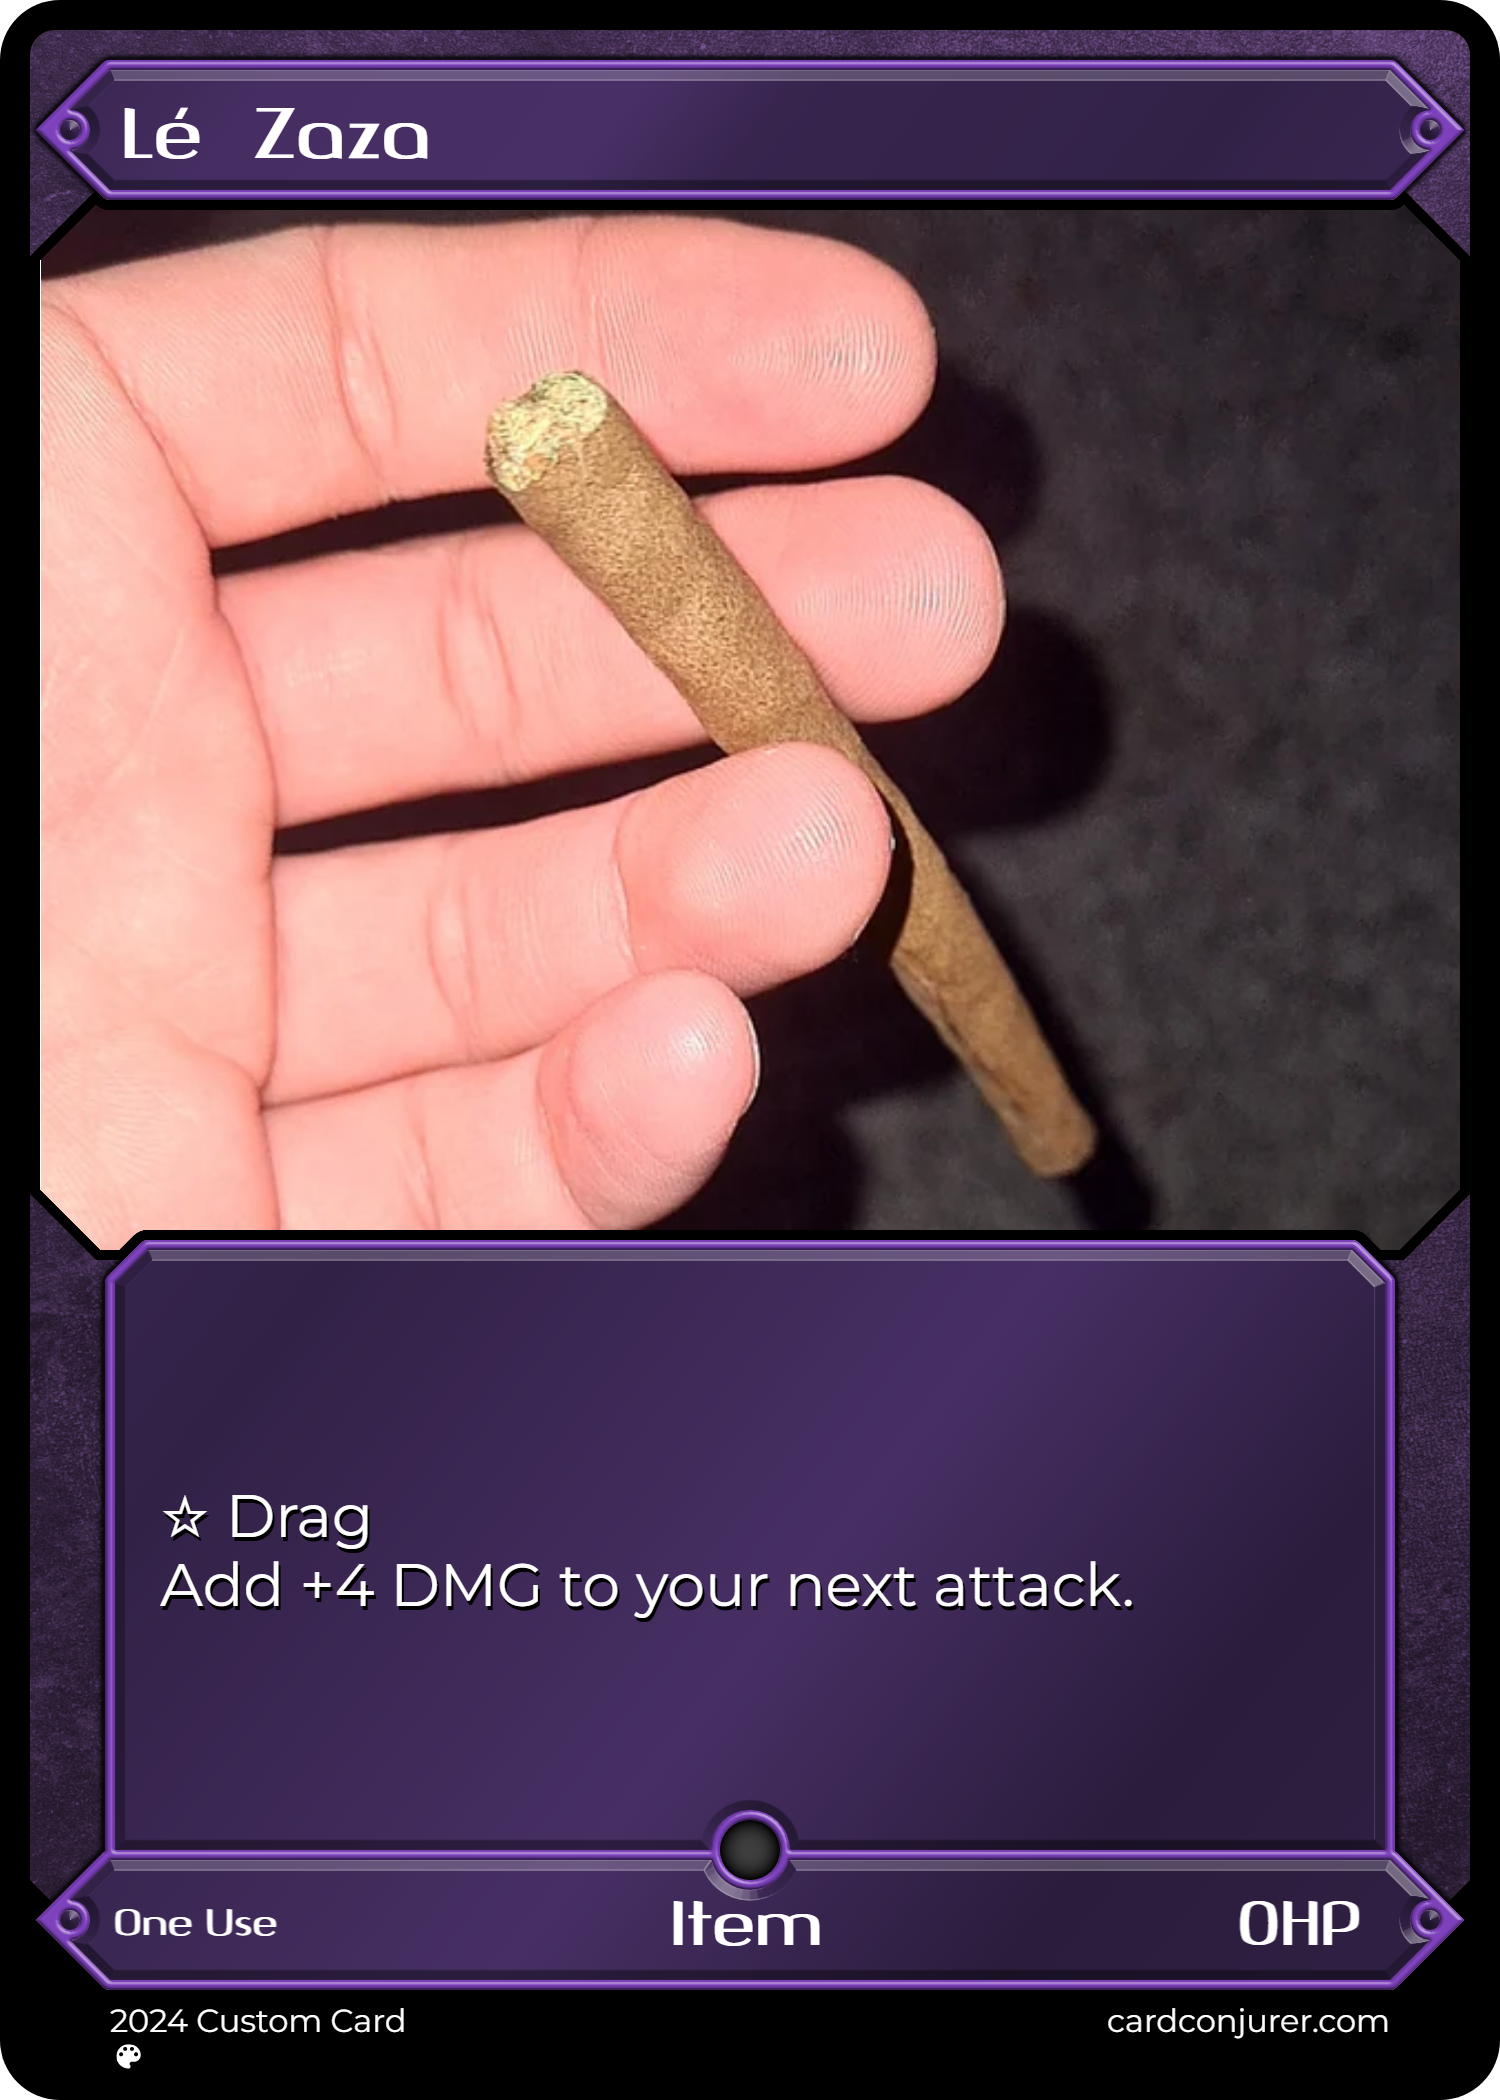 Lé Zaza
☆ Drag
Add +4 DMG to your next attack.
One Use
Item
0HP
2024 Custom Card
cardconjurer.com